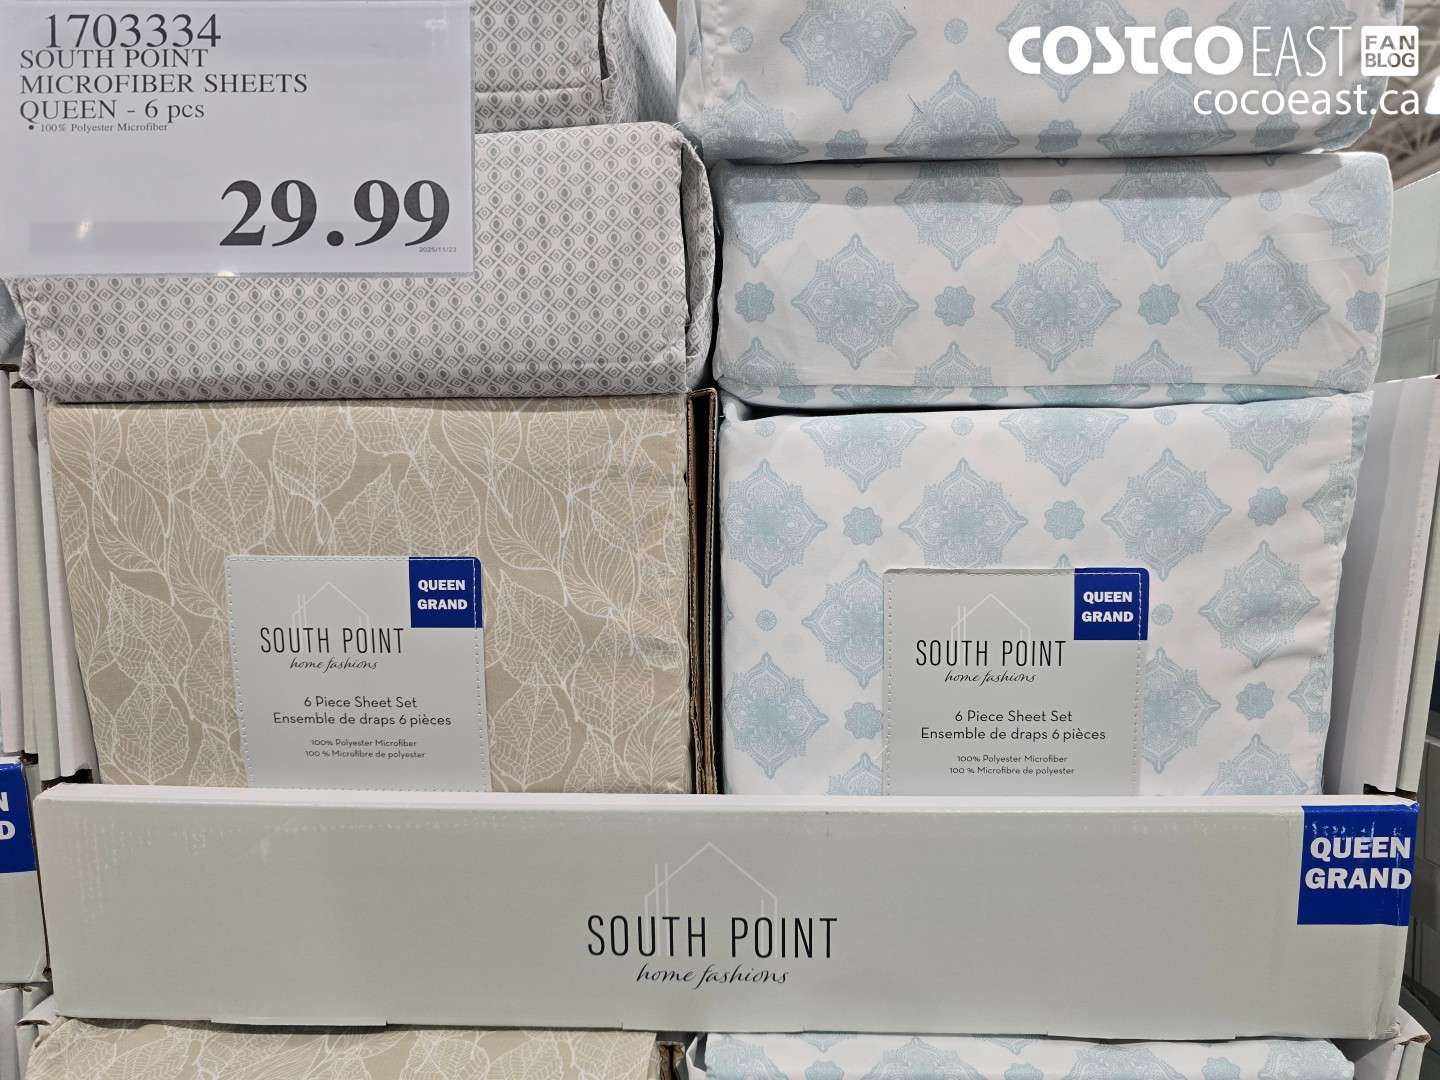 1703334
SOUTH POINT
MICROFIBER SHEETS
QUEEN - 6 pcs
• 100% Polyester Microfiber
29.99
2025/11/23
COSTCO EAST FAN BLOG
cocoeast.ca
QUEEN
GRAND
SOUTH POINT
home fashions
6 Piece Sheet Set
Ensemble de draps 6 pièces
100% Polyester Microfiber
100 % Microfibre de polyester
QUEEN
GRAND
SOUTH POINT
home fashions
6 Piece Sheet Set
Ensemble de draps 6 pièces
100% Polyester Microfiber
100 % Microfibre de polyester
N
D
QUEEN
GRAND
SOUTH POINT
home fashions